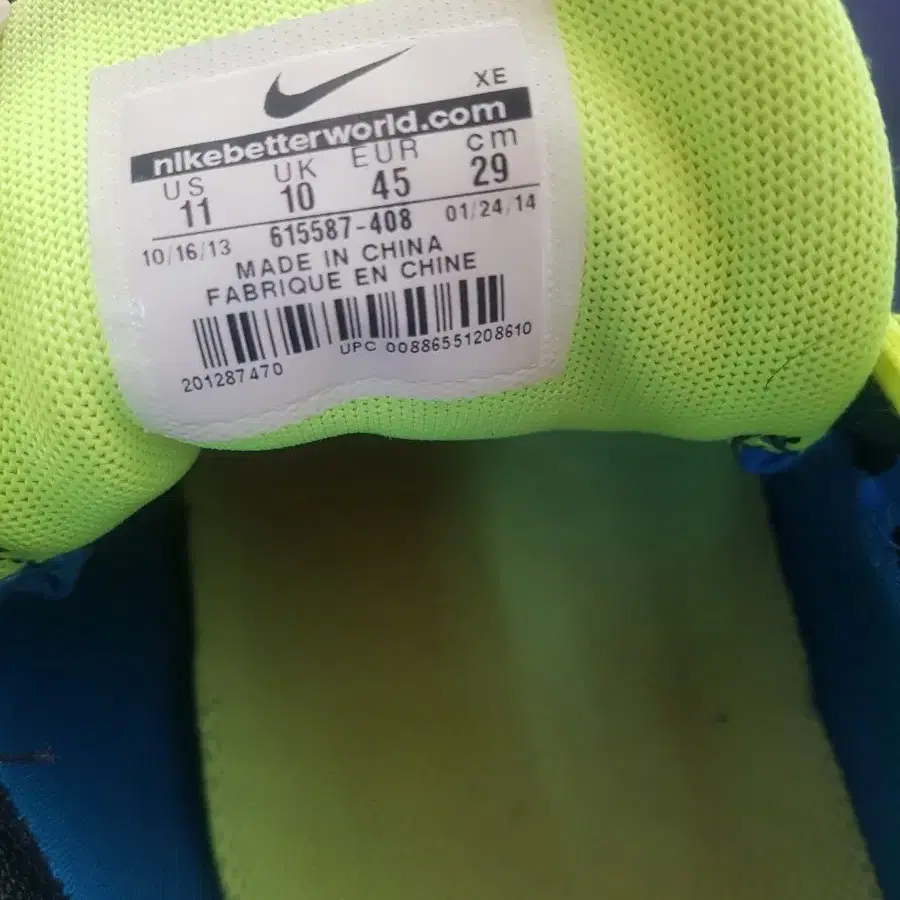 XE
nikebetterworld.com
US UK EUR cm
11 10 45 29
10/16/13 615587-408 01/24/14
MADE IN CHINA
FABRIQUE EN CHINE
UPC 00886551208610
201287470